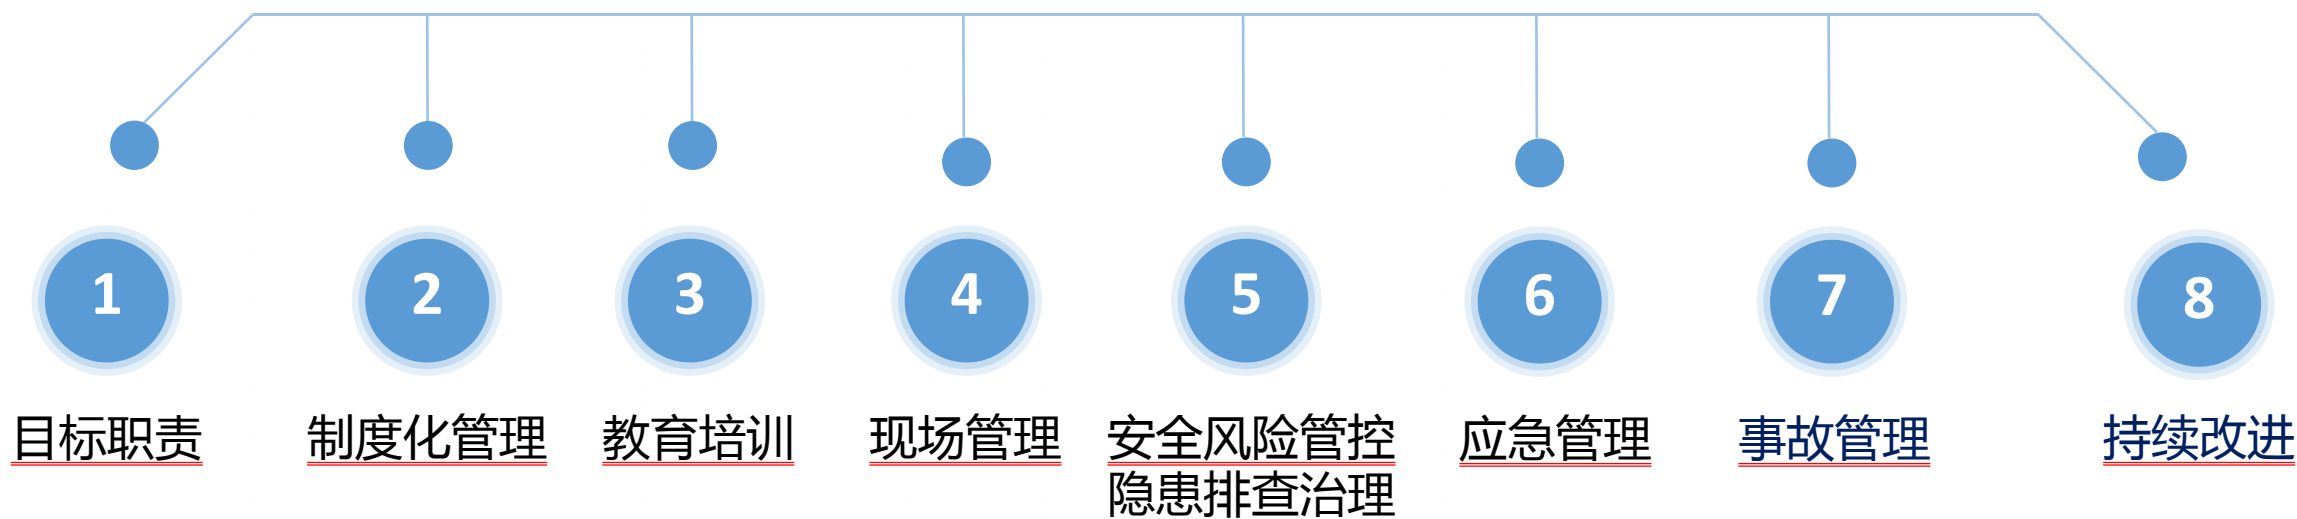 1 2 3 4 5 6 7 8
目标职责 制度化管理 教育培训 现场管理 安全风险管控 应急管理 事故管理 持续改进
隐患排查治理